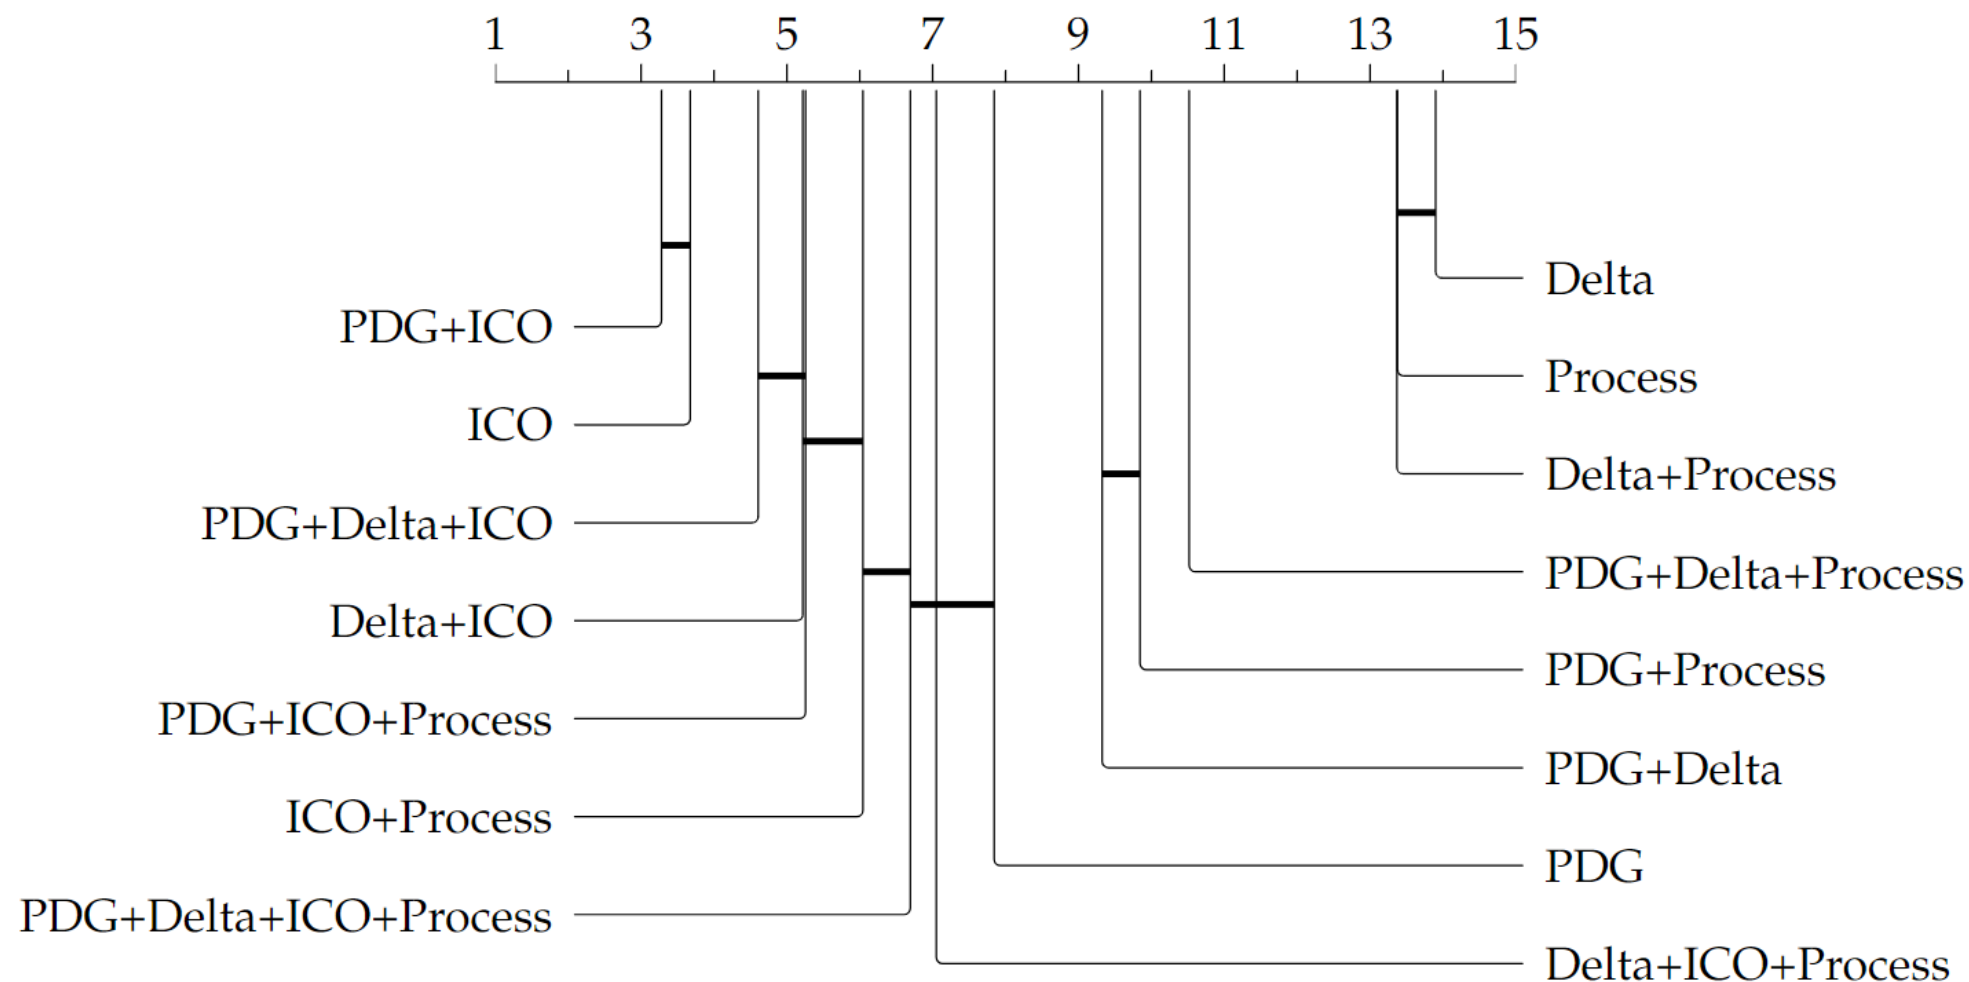 1 3 5 7 9 11 13 15
Delta
PDG+ICO
Process
ICO
Delta+Process
PDG+Delta+ICO
PDG+Delta+Process
Delta+ICO
PDG+Process
PDG+ICO+Process
PDG+Delta
ICO+Process
PDG
PDG+Delta+ICO+Process
Delta+ICO+Process